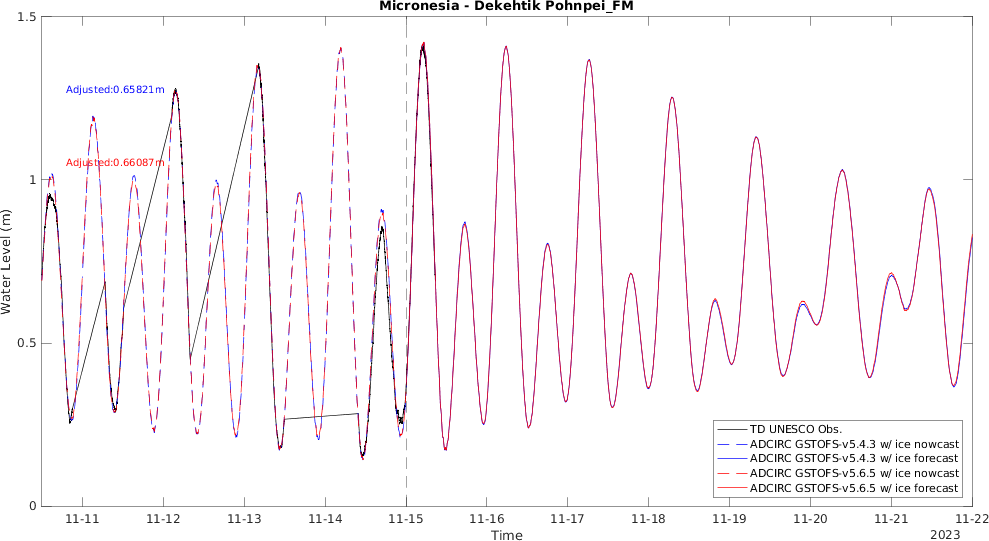 Micronesia - Dekehtik Pohnpei_FM
1.5
Adjusted:0.65821m
Adjusted:0.66087m
1
Water Level (m)
0.5
TD UNESCO Obs.
ADCIRC GSTOFS-v5.4.3 w/ ice nowcast
ADCIRC GSTOFS-v5.4.3 w/ ice forecast
ADCIRC GSTOFS-v5.6.5 w/ ice nowcast
ADCIRC GSTOFS-v5.6.5 w/ ice forecast
0
11-11 11-12 11-13 11-14 11-15 11-16 11-17 11-18 11-19 11-20 11-21 11-22
Time
2023